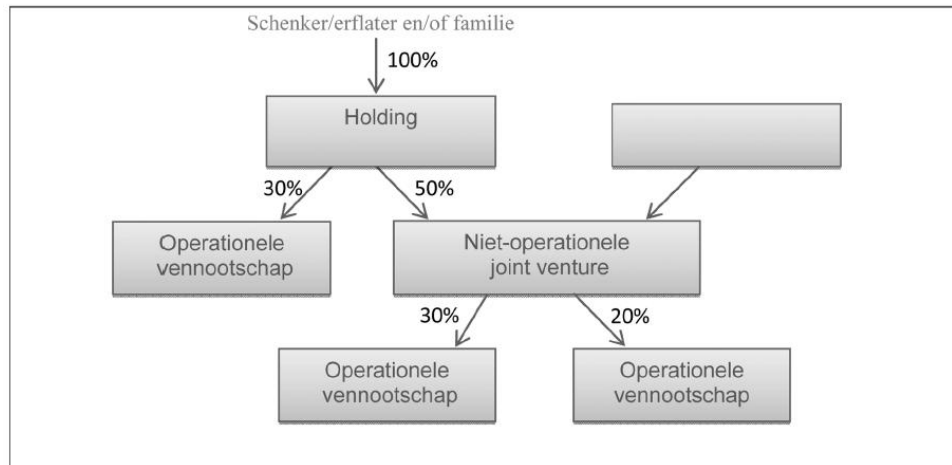 Schenker/erflater en/of familie
100%
Holding
30%
50%
Operationele
vennootschap
Niet-operationele
joint venture
30%
20%
Operationele
vennootschap
Operationele
vennootschap